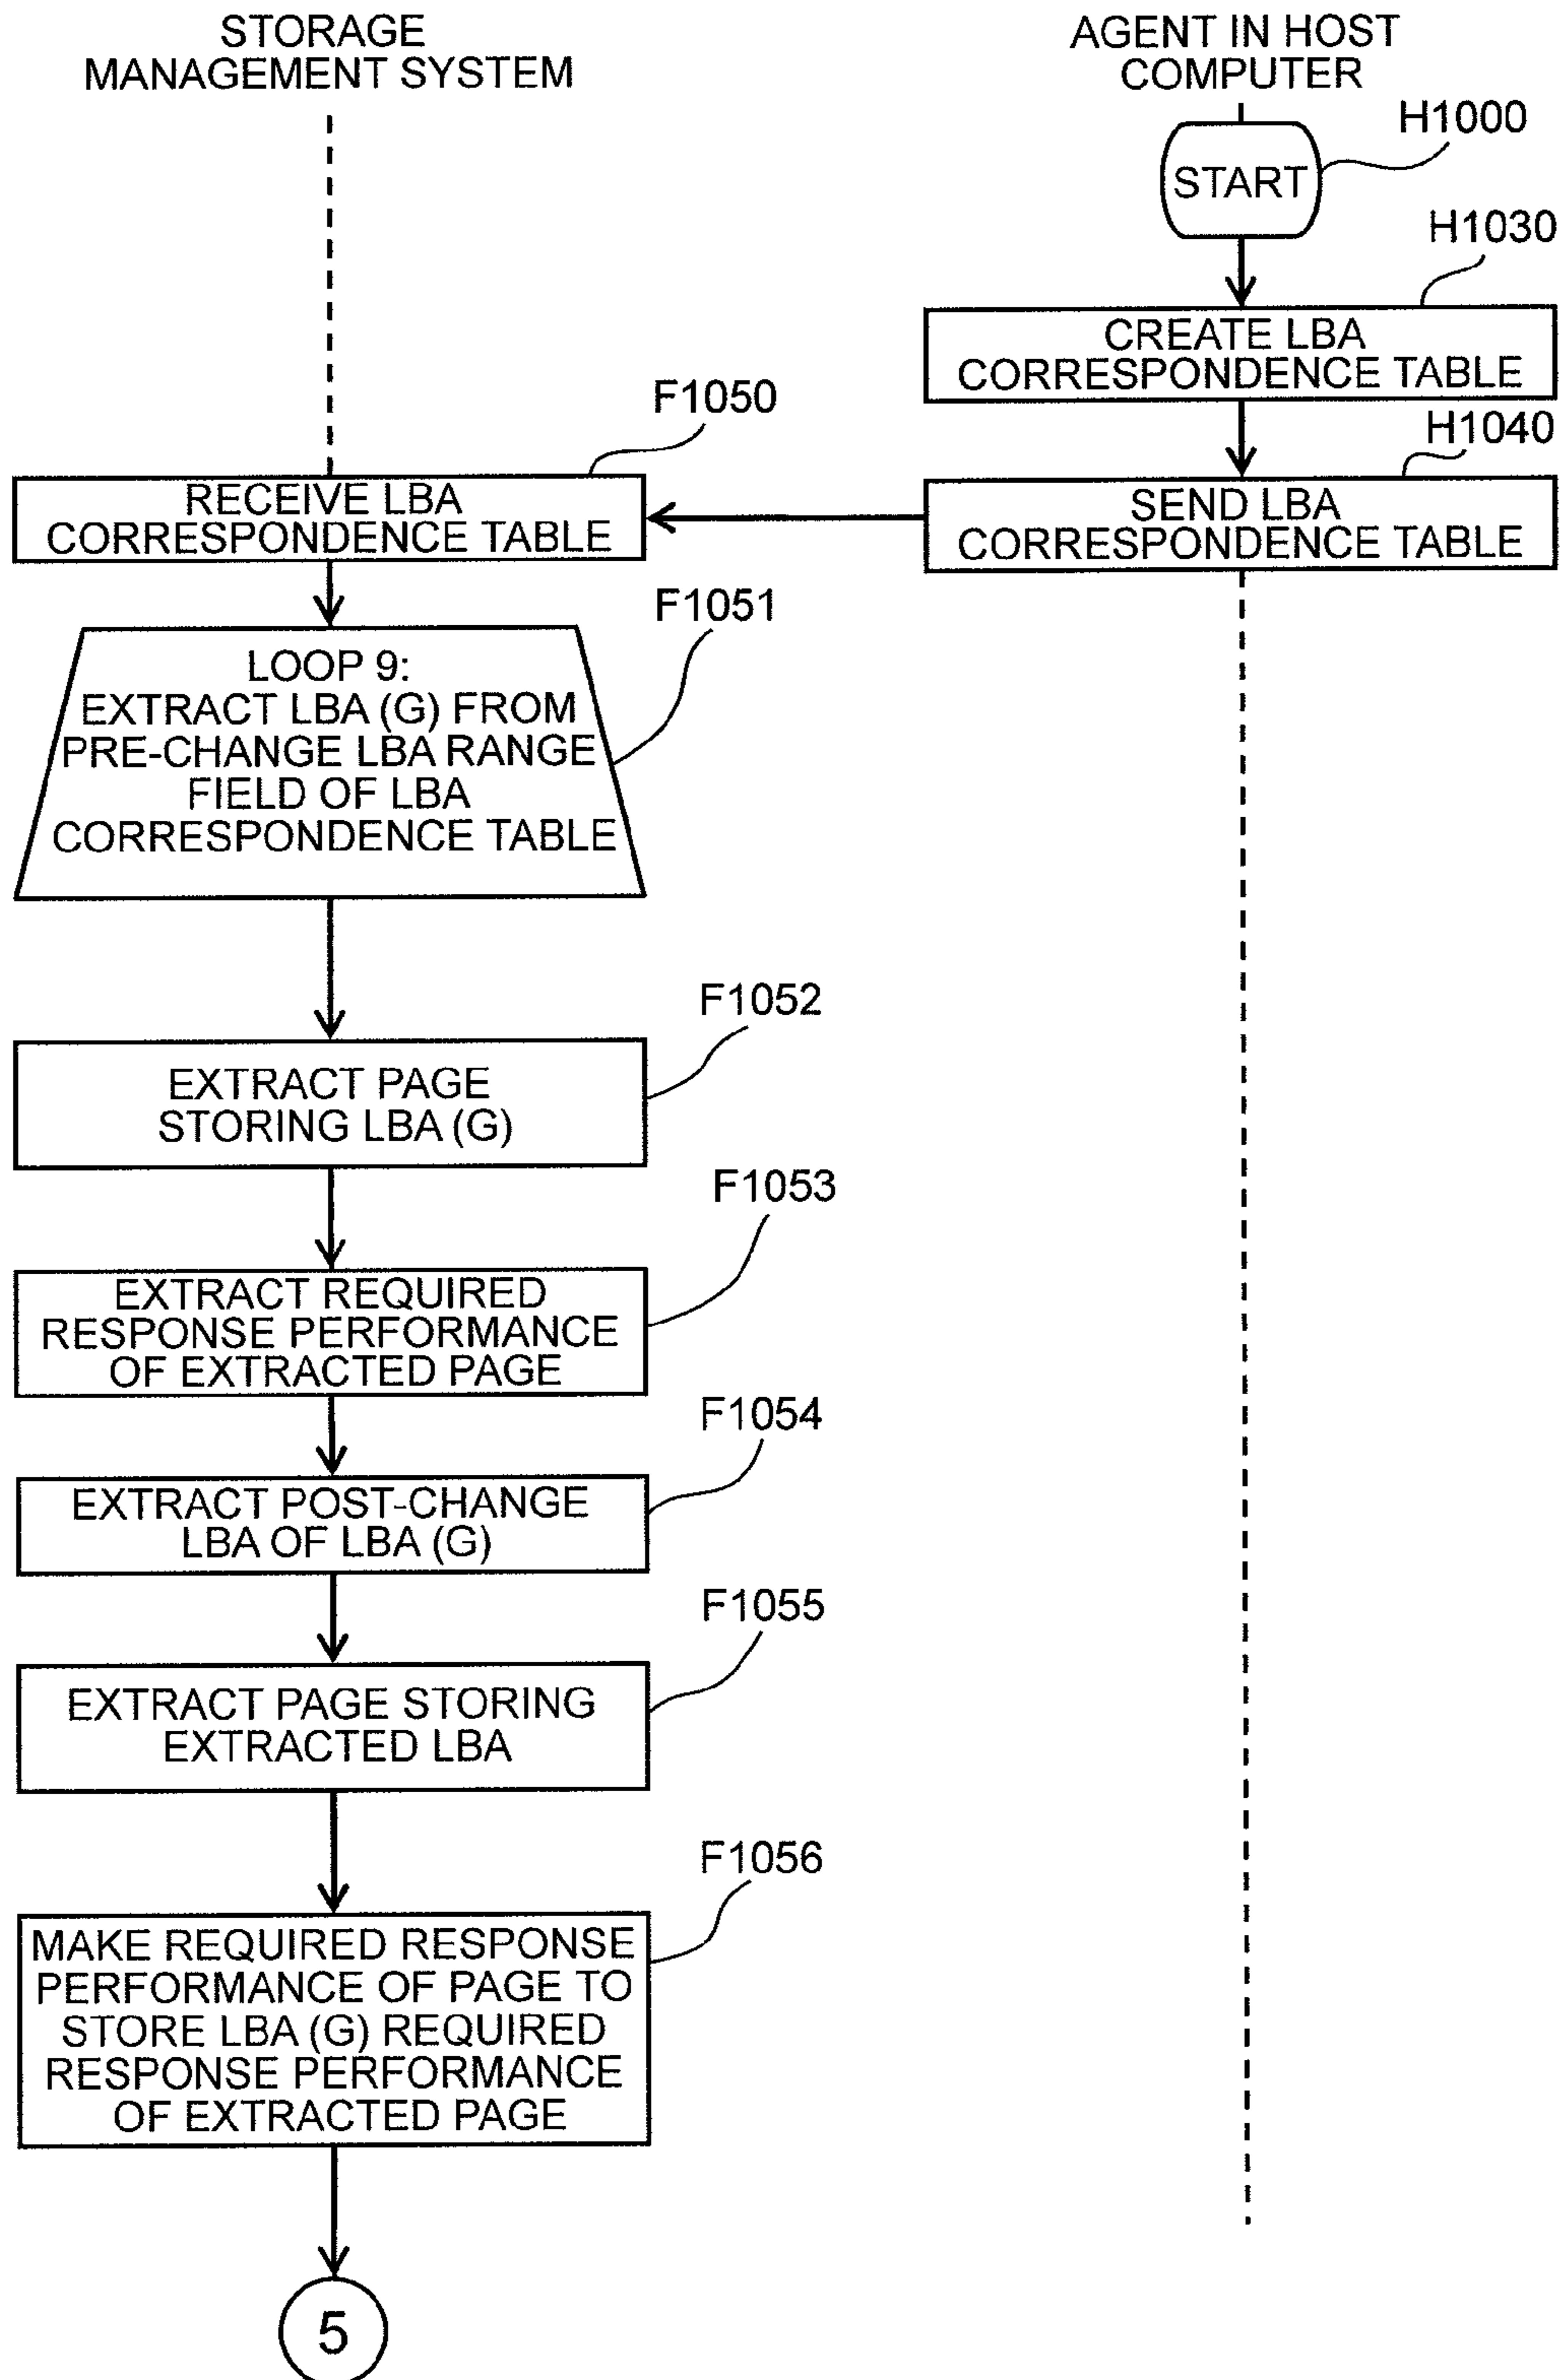 STORAGE
MANAGEMENT SYSTEM
AGENT IN HOST
COMPUTER
H1000
START
H1030
CREATE LBA
CORRESPONDENCE TABLE
H1040
SEND LBA
CORRESPONDENCE TABLE
F1050
RECEIVE LBA
CORRESPONDENCE TABLE
F1051
LOOP 9:
EXTRACT LBA (G) FROM
PRE-CHANGE LBA RANGE
FIELD OF LBA
CORRESPONDENCE TABLE
F1052
EXTRACT PAGE
STORING LBA (G)
F1053
EXTRACT REQUIRED
RESPONSE PERFORMANCE
OF EXTRACTED PAGE
F1054
EXTRACT POST-CHANGE
LBA OF LBA (G)
F1055
EXTRACT PAGE STORING
EXTRACTED LBA
F1056
MAKE REQUIRED RESPONSE
PERFORMANCE OF PAGE TO
STORE LBA (G) REQUIRED
RESPONSE PERFORMANCE
OF EXTRACTED PAGE
5